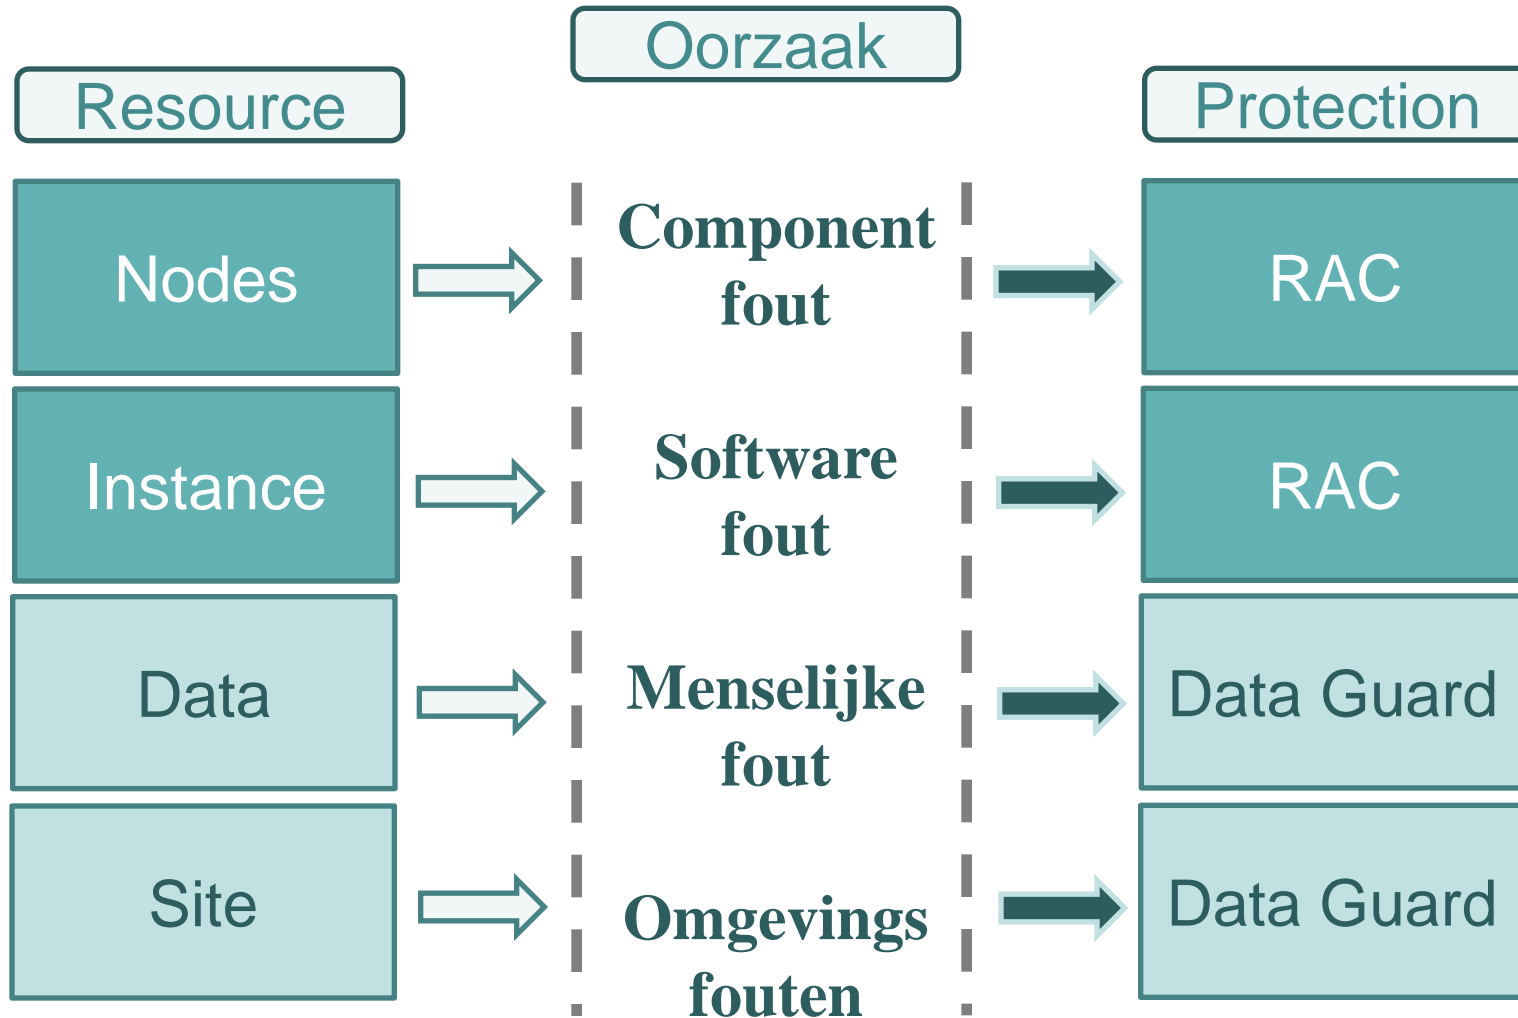 Oorzaak
Resource
Protection
Nodes
Component
fout
RAC
Instance
Software
fout
RAC
Data
Menselijke
fout
Data Guard
Site
Omgevings
fouten
Data Guard